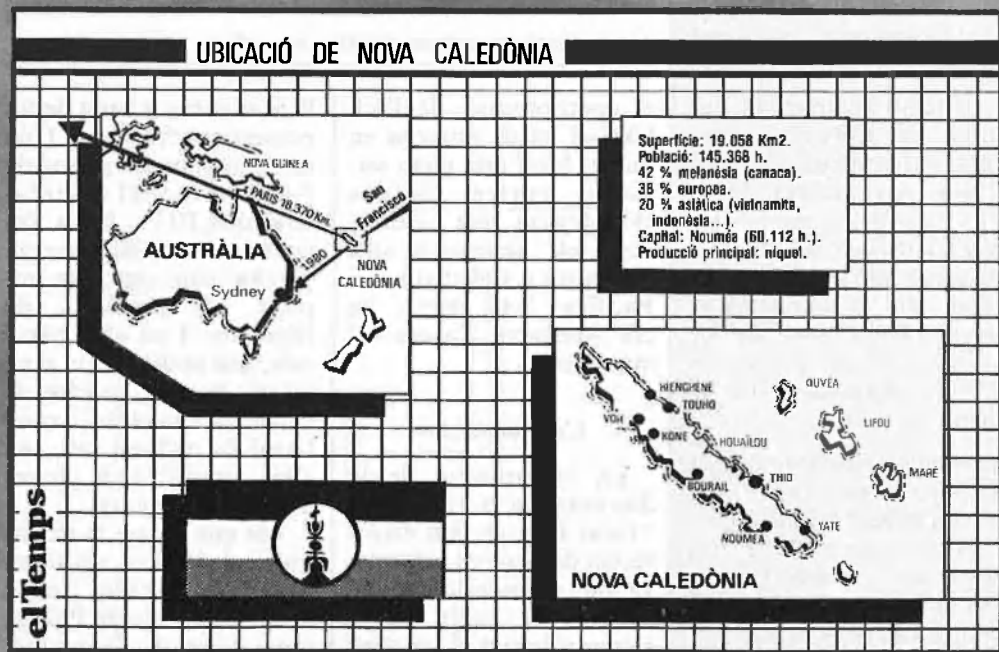 UBICACIÓ DE NOVA CALEDÒNIA
NOVA GUINEA
PARIS 18.370 Km.
San
Francisco
AUSTRÀLIA
1980
Sydney
NOVA
CALEDÒNIA
Superfície: 19.058 Km2.
Població: 145.368 h.
42 % melanèsia (canaca).
38 % europea.
20 % asiàtica (vietnamita,
indonèsia...).
Capital: Nouméa (60.112 h.).
Producció principal: níquel.
HIENGHENE
TOUHO
VOH
KONE
HOUAÏLOU
BOURAIL
THIO
NOUMEA
YATE
OUVÉA
LIFOU
MARÉ
NOVA CALEDÒNIA
elTemps